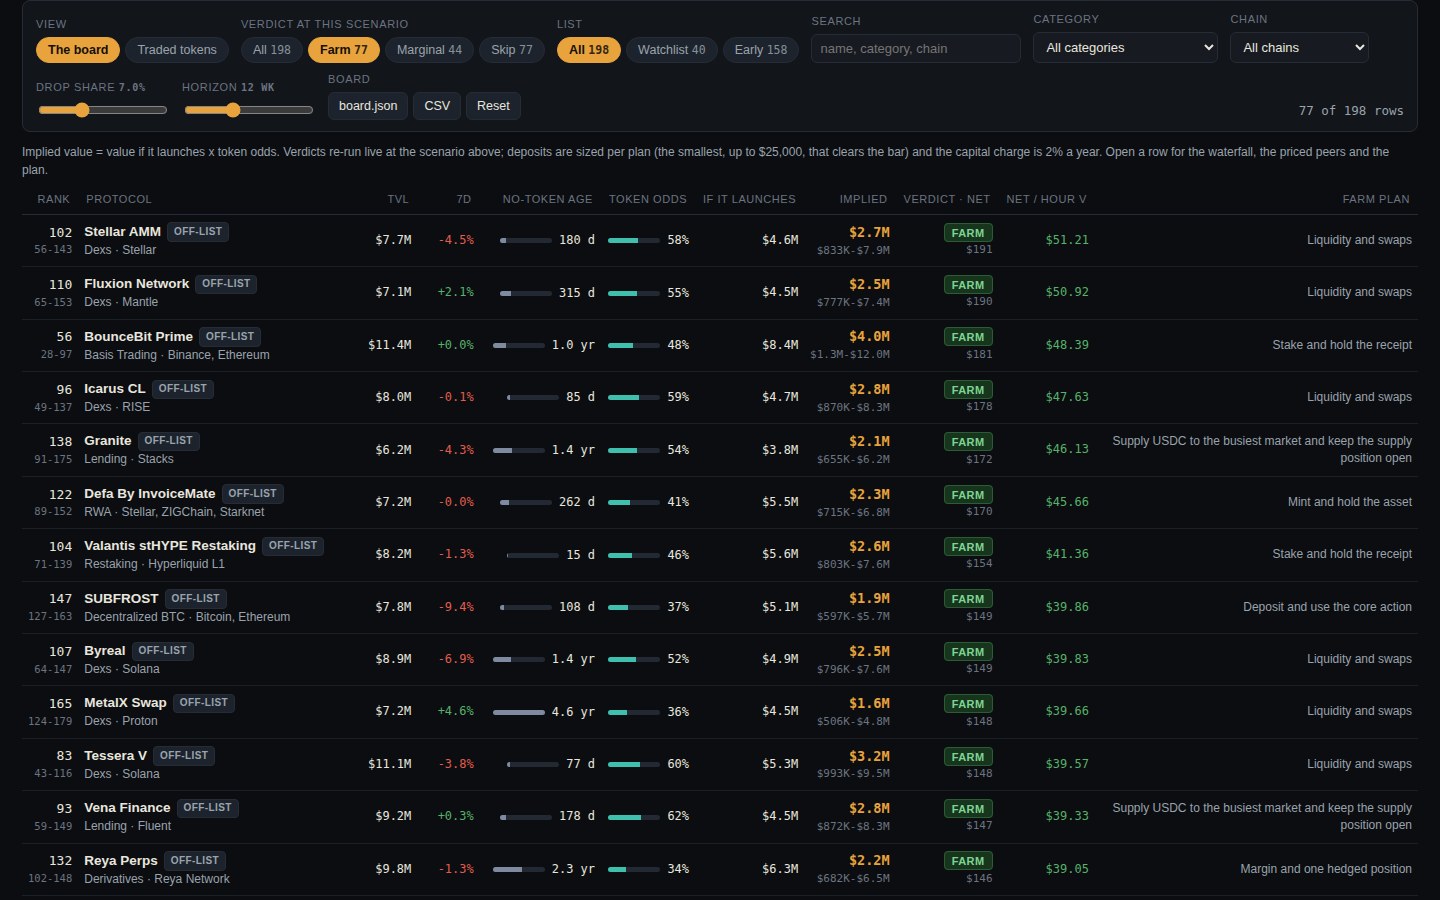 VIEW VERDICT AT THIS SCENARIO LIST SEARCH CATEGORY CHAIN
The board Traded tokens All 198 Farm 77 Marginal 44 Skip 77 All 198 Watchlist 40 Early 158 name, category, chain All categories All chains
DROP SHARE 7.0% HORIZON 12 WK BOARD
board.json CSV Reset 77 of 198 rows
Implied value = value if it launches x token odds. Verdicts re-run live at the scenario above; deposits are sized per plan (the smallest, up to $25,000, that clears the bar) and the capital charge is 2% a year. Open a row for the waterfall, the priced peers and the
plan.
RANK PROTOCOL TVL 7D NO-TOKEN AGE TOKEN ODDS IF IT LAUNCHES IMPLIED VERDICT · NET NET / HOUR V FARM PLAN
102 Stellar AMM OFF-LIST $7.7M -4.5% 180 d 58% $4.6M $2.7M FARM $51.21 Liquidity and swaps
56-143 Dexs · Stellar $833K-$7.9M $191
110 Fluxion Network OFF-LIST $7.1M +2.1% 315 d 55% $4.5M $2.5M FARM $50.92 Liquidity and swaps
65-153 Dexs · Mantle $777K-$7.4M $190
56 BounceBit Prime OFF-LIST $11.4M +0.0% 1.0 yr 48% $8.4M $4.0M FARM $48.39 Stake and hold the receipt
28-97 Basis Trading · Binance, Ethereum $1.3M-$12.0M $181
96 Icarus CL OFF-LIST $8.0M -0.1% 85 d 59% $4.7M $2.8M FARM $47.63 Liquidity and swaps
49-137 Dexs · RISE $870K-$8.3M $178
138 Granite OFF-LIST $6.2M -4.3% 1.4 yr 54% $3.8M $2.1M FARM $46.13 Supply USDC to the busiest market and keep the supply
91-175 Lending · Stacks $655K-$6.2M $172 position open
122 Defa By InvoiceMate OFF-LIST $7.2M -0.0% 262 d 41% $5.5M $2.3M FARM $45.66 Mint and hold the asset
89-152 RWA · Stellar, ZIGChain, Starknet $715K-$6.8M $170
104 Valantis stHYPE Restaking OFF-LIST $8.2M -1.3% 15 d 46% $5.6M $2.6M FARM $41.36 Stake and hold the receipt
71-139 Restaking · Hyperliquid L1 $803K-$7.6M $154
147 SUBFROST OFF-LIST $7.8M -9.4% 108 d 37% $5.1M $1.9M FARM $39.86 Deposit and use the core action
127-163 Decentralized BTC · Bitcoin, Ethereum $597K-$5.7M $149
107 Byreal OFF-LIST $8.9M -6.9% 1.4 yr 52% $4.9M $2.5M FARM $39.83 Liquidity and swaps
64-147 Dexs · Solana $796K-$7.6M $149
165 MetalX Swap OFF-LIST $7.2M +4.6% 4.6 yr 36% $4.5M $1.6M FARM $39.66 Liquidity and swaps
124-179 Dexs · Proton $506K-$4.8M $148
83 Tessera V OFF-LIST $11.1M -3.8% 77 d 60% $5.3M $3.2M FARM $39.57 Liquidity and swaps
43-116 Dexs · Solana $993K-$9.5M $148
93 Vena Finance OFF-LIST $9.2M +0.3% 178 d 62% $4.5M $2.8M FARM $39.33 Supply USDC to the busiest market and keep the supply
59-149 Lending · Fluent $872K-$8.3M $147 position open
132 Reya Perps OFF-LIST $9.8M -1.3% 2.3 yr 34% $6.3M $2.2M FARM $39.05 Margin and one hedged position
102-148 Derivatives · Reya Network $682K-$6.5M $146